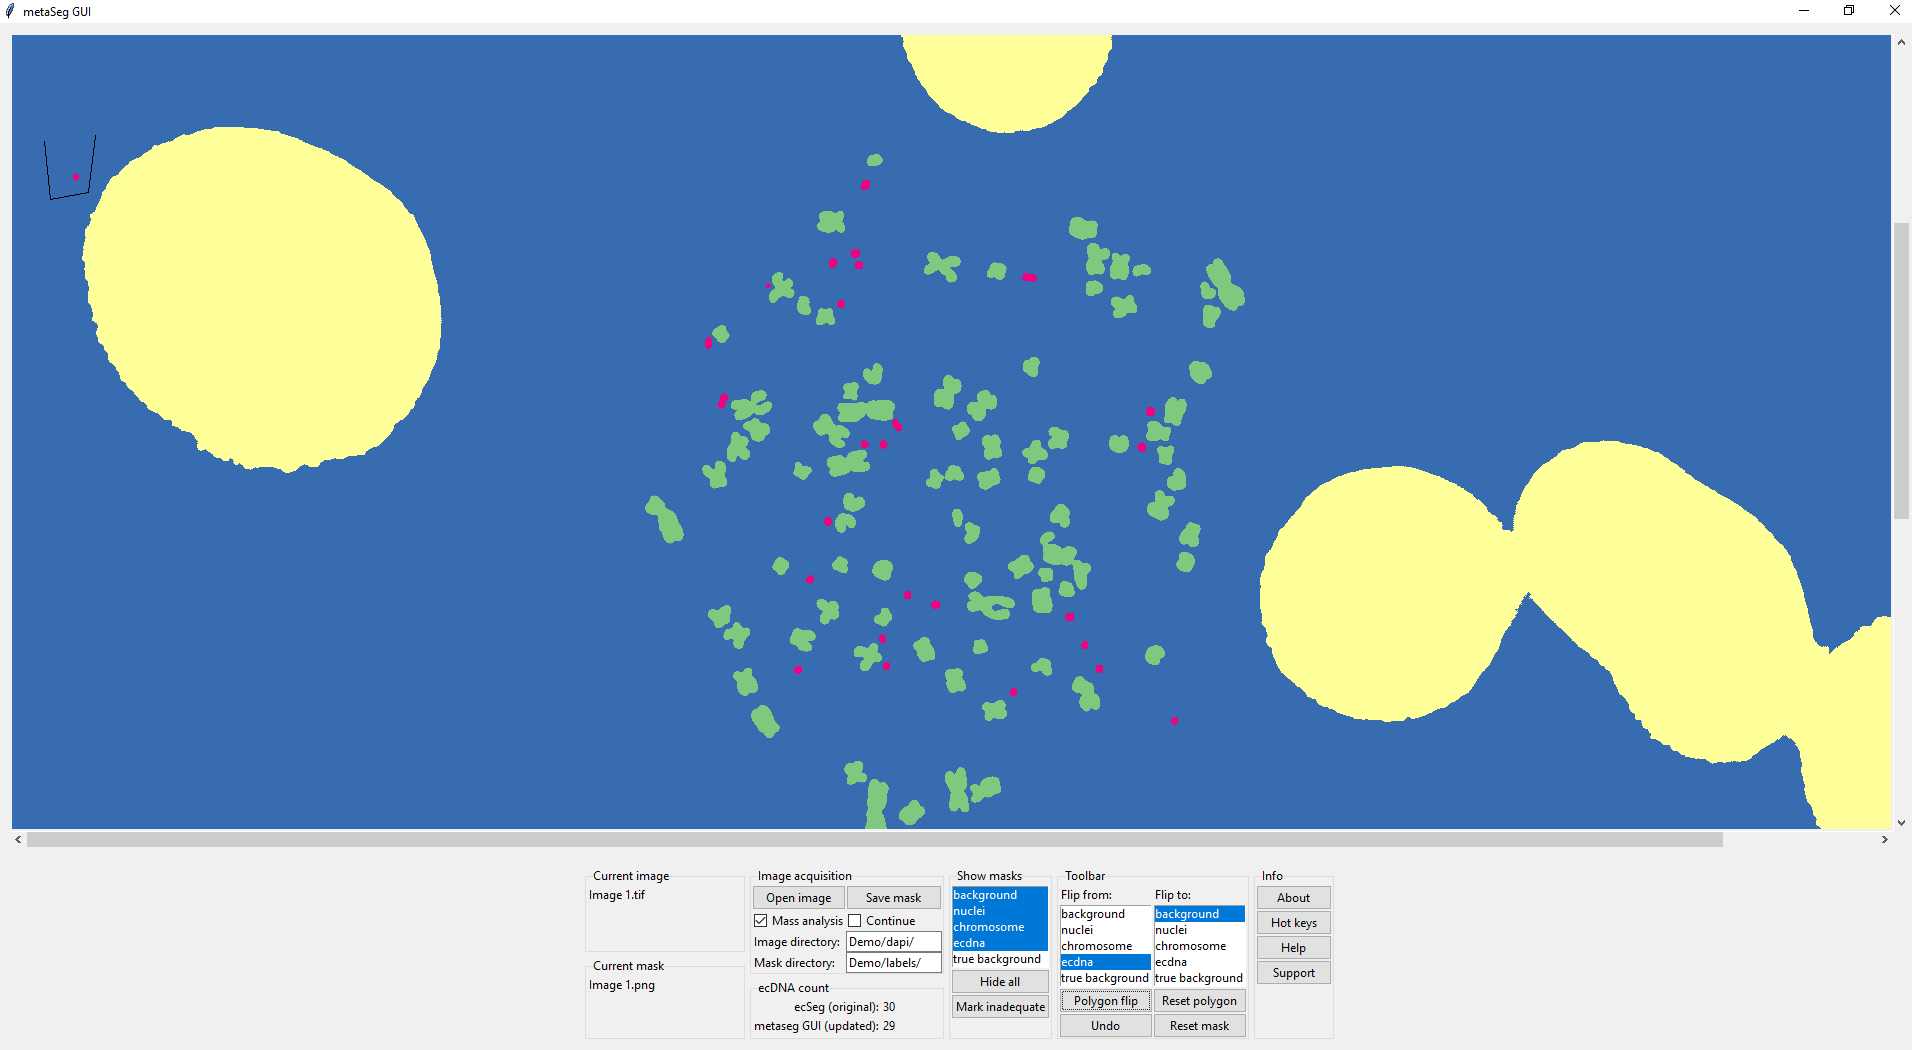 metaSeg GUI
Current image
Image 1.tif
Current mask
Image 1.png
Image acquisition
Open image
Save mask
Mass analysis
Continue
Image directory: Demo/dapi/
Mask directory: Demo/labels/
ecDNA count
ecSeg (original): 30
metaseg GUI (updated): 29
Show masks
background
nuclei
chromosome
ecdna
true background
Hide all
Mark inadequate
Toolbar
Flip from:
background
nuclei
chromosome
ecdna
true background
Flip to:
background
nuclei
chromosome
ecdna
true background
Polygon flip
Reset polygon
Undo
Reset mask
Info
About
Hot keys
Help
Support